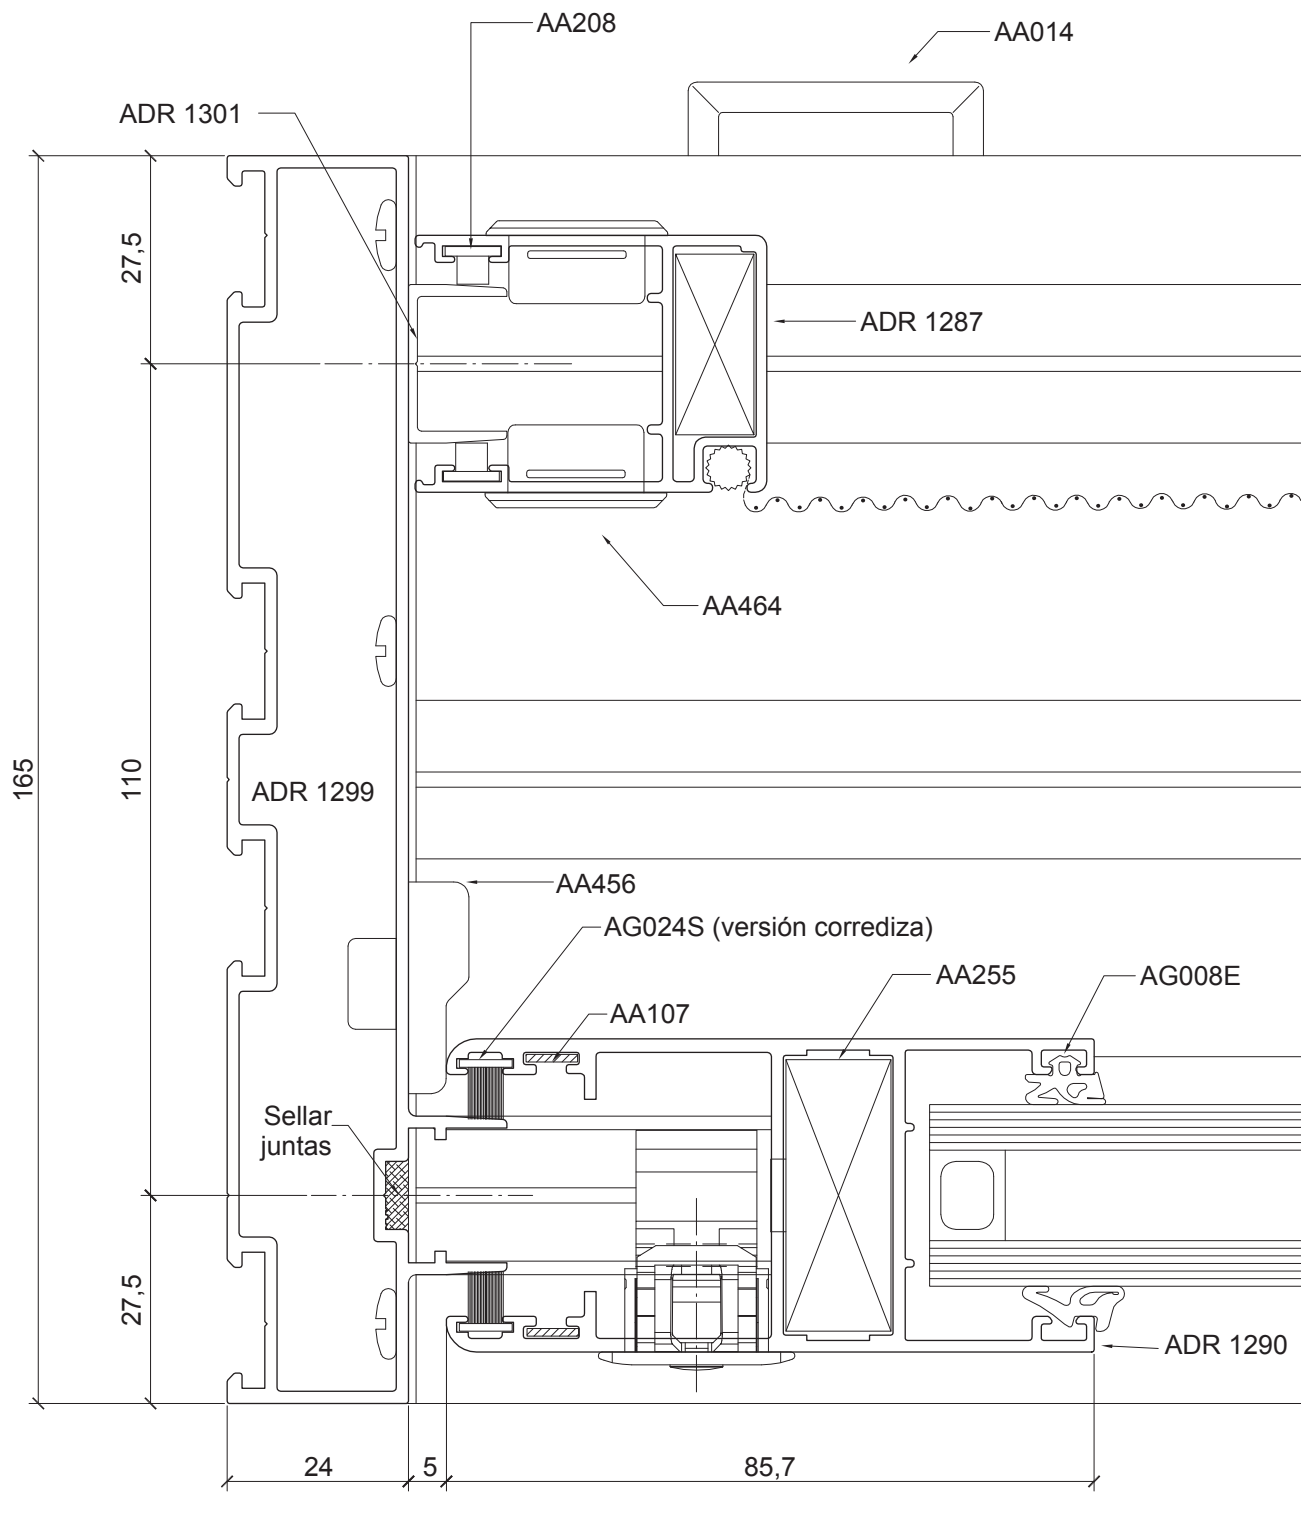 AA208
AA014
ADR 1301
27,5
ADR 1287
AA464
165
110
ADR 1299
AA456
AG024S (versión corrediza)
AA255
AG008E
AA107
Sellar
juntas
27,5
ADR 1290
24
5
85,7